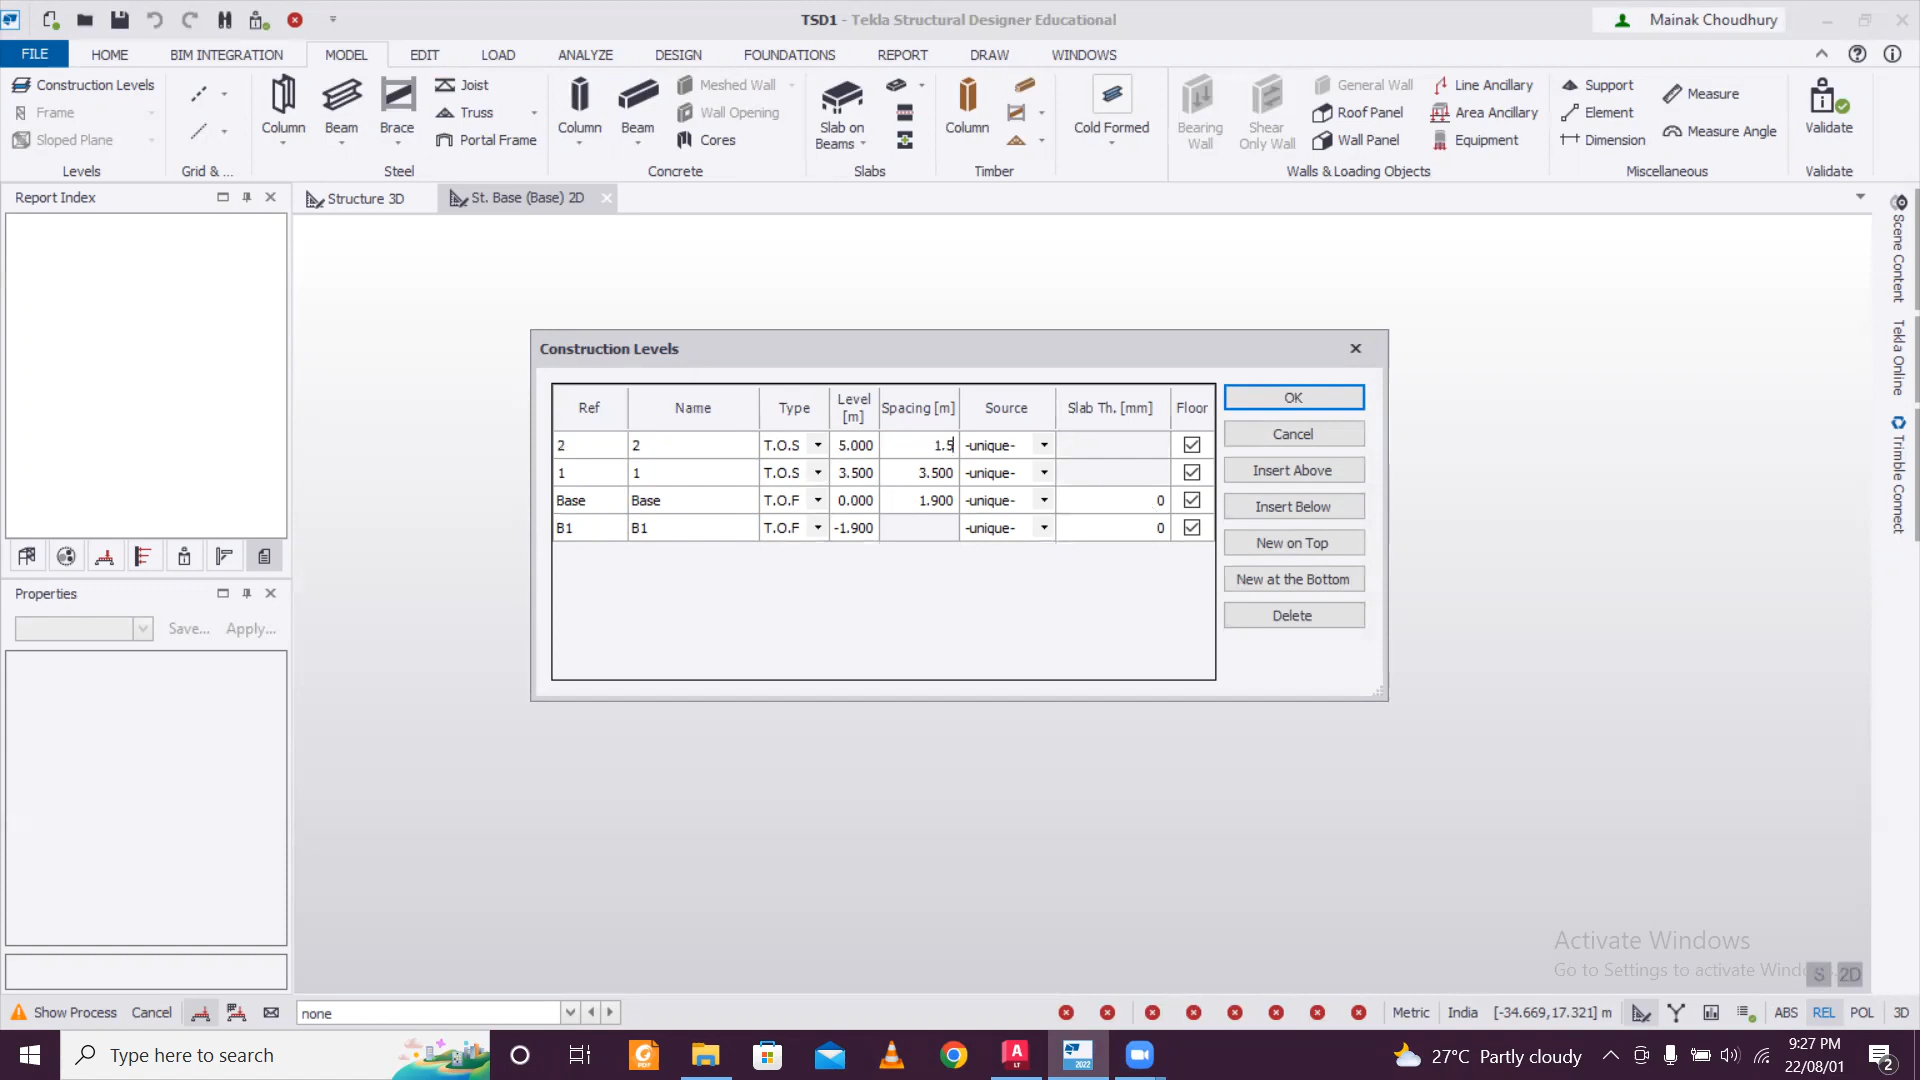 TSD1 - Tekla Structural Designer Educational
Mainak Choudhury
FILE HOME BIM INTEGRATION MODEL EDIT LOAD ANALYZE DESIGN FOUNDATIONS REPORT DRAW WINDOWS
Construction Levels
Frame
Sloped Plane
Levels
Grid & ...
Column
Beam
Brace
Joist
Truss
Portal Frame
Steel
Column
Beam
Meshed Wall
Wall Opening
Cores
Concrete
Slab on
Beams
Slabs
Column
Timber
Cold Formed
Bearing
Wall
Shear
Only Wall
General Wall
Roof Panel
Wall Panel
Line Ancillary
Area Ancillary
Equipment
Walls & Loading Objects
Support
Element
Dimension
Measure
Measure Angle
Miscellaneous
Validate
Validate
Report Index
Structure 3D
St. Base (Base) 2D
Scene Content
Tekla Online
Trimble Connect
Construction Levels
Ref Name Type Level [m] Spacing [m] Source Slab Th. [mm] Floor
2 2 T.O.S 5.000 1.5 -unique-
1 1 T.O.S 3.500 3.500 -unique-
Base Base T.O.F 0.000 1.900 -unique- 0
B1 B1 T.O.F -1.900 -unique- 0
OK
Cancel
Insert Above
Insert Below
New on Top
New at the Bottom
Delete
Properties
Save... Apply...
Activate Windows
Go to Settings to activate Wind
S 2D
Show Process Cancel none Metric India [-34.669,17.321] m ABS REL POL 3D
Type here to search
PDF
A
LT
2022
27°C Partly cloudy
9:27 PM
22/08/01
2